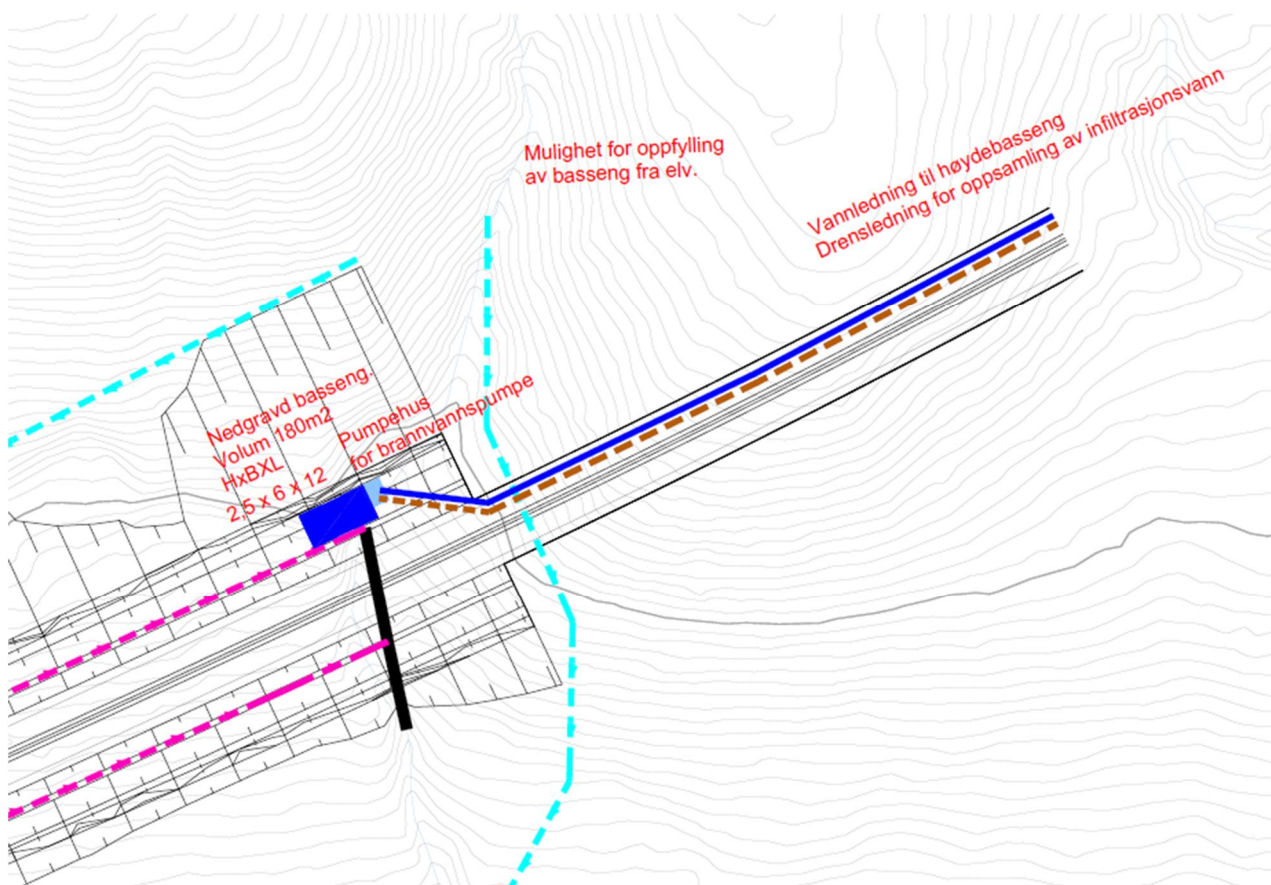 Mulighet for oppfylling
av basseng fra elv.
Vannledning til høydebasseng
Drensledning for oppsamling av infiltrasjonsvann
Nedgravd basseng.
Volum 180m2
HxBXL
2,5 x 6 x 12
Pumpehus
for brannvannspumpe